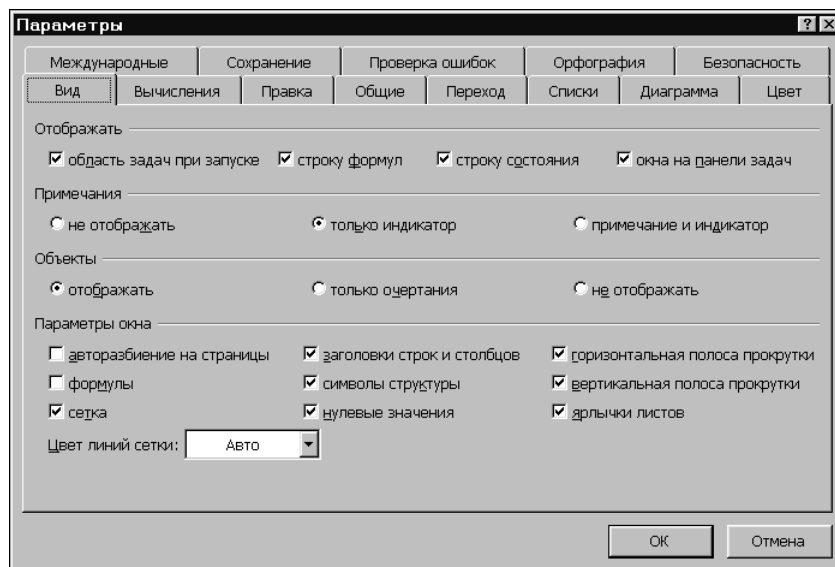 Параметры
Международные Сохранение Проверка ошибок Орфография Безопасность
Вид Вычисления Правка Общие Переход Списки Диаграмма Цвет
Отображать
область задач при запуске строку формул строку состояния окна на панели задач
Примечания
не отображать только индикатор примечание и индикатор
Объекты
отображать только очертания не отображать
Параметры окна
авторазбиение на страницы заголовки строк и столбцов горизонтальная полоса прокрутки
формулы символы структуры вертикальная полоса прокрутки
сетка нулевые значения ярлычки листов
Цвет линий сетки: Авто
ОК Отмена